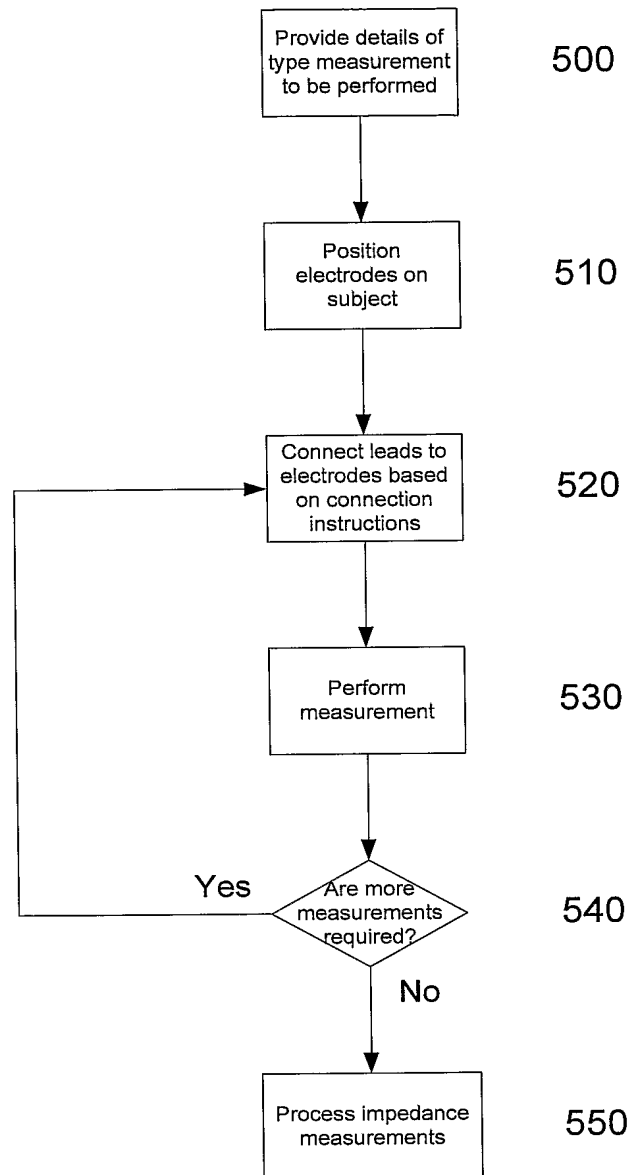 Provide details of
type measurement
to be performed
500
Position
electrodes on
subject
510
Connect leads to
electrodes based
on connection
instructions
520
Perform
measurement
530
Yes
Are more
measurements
required?
540
No
Process impedance
measurements
550